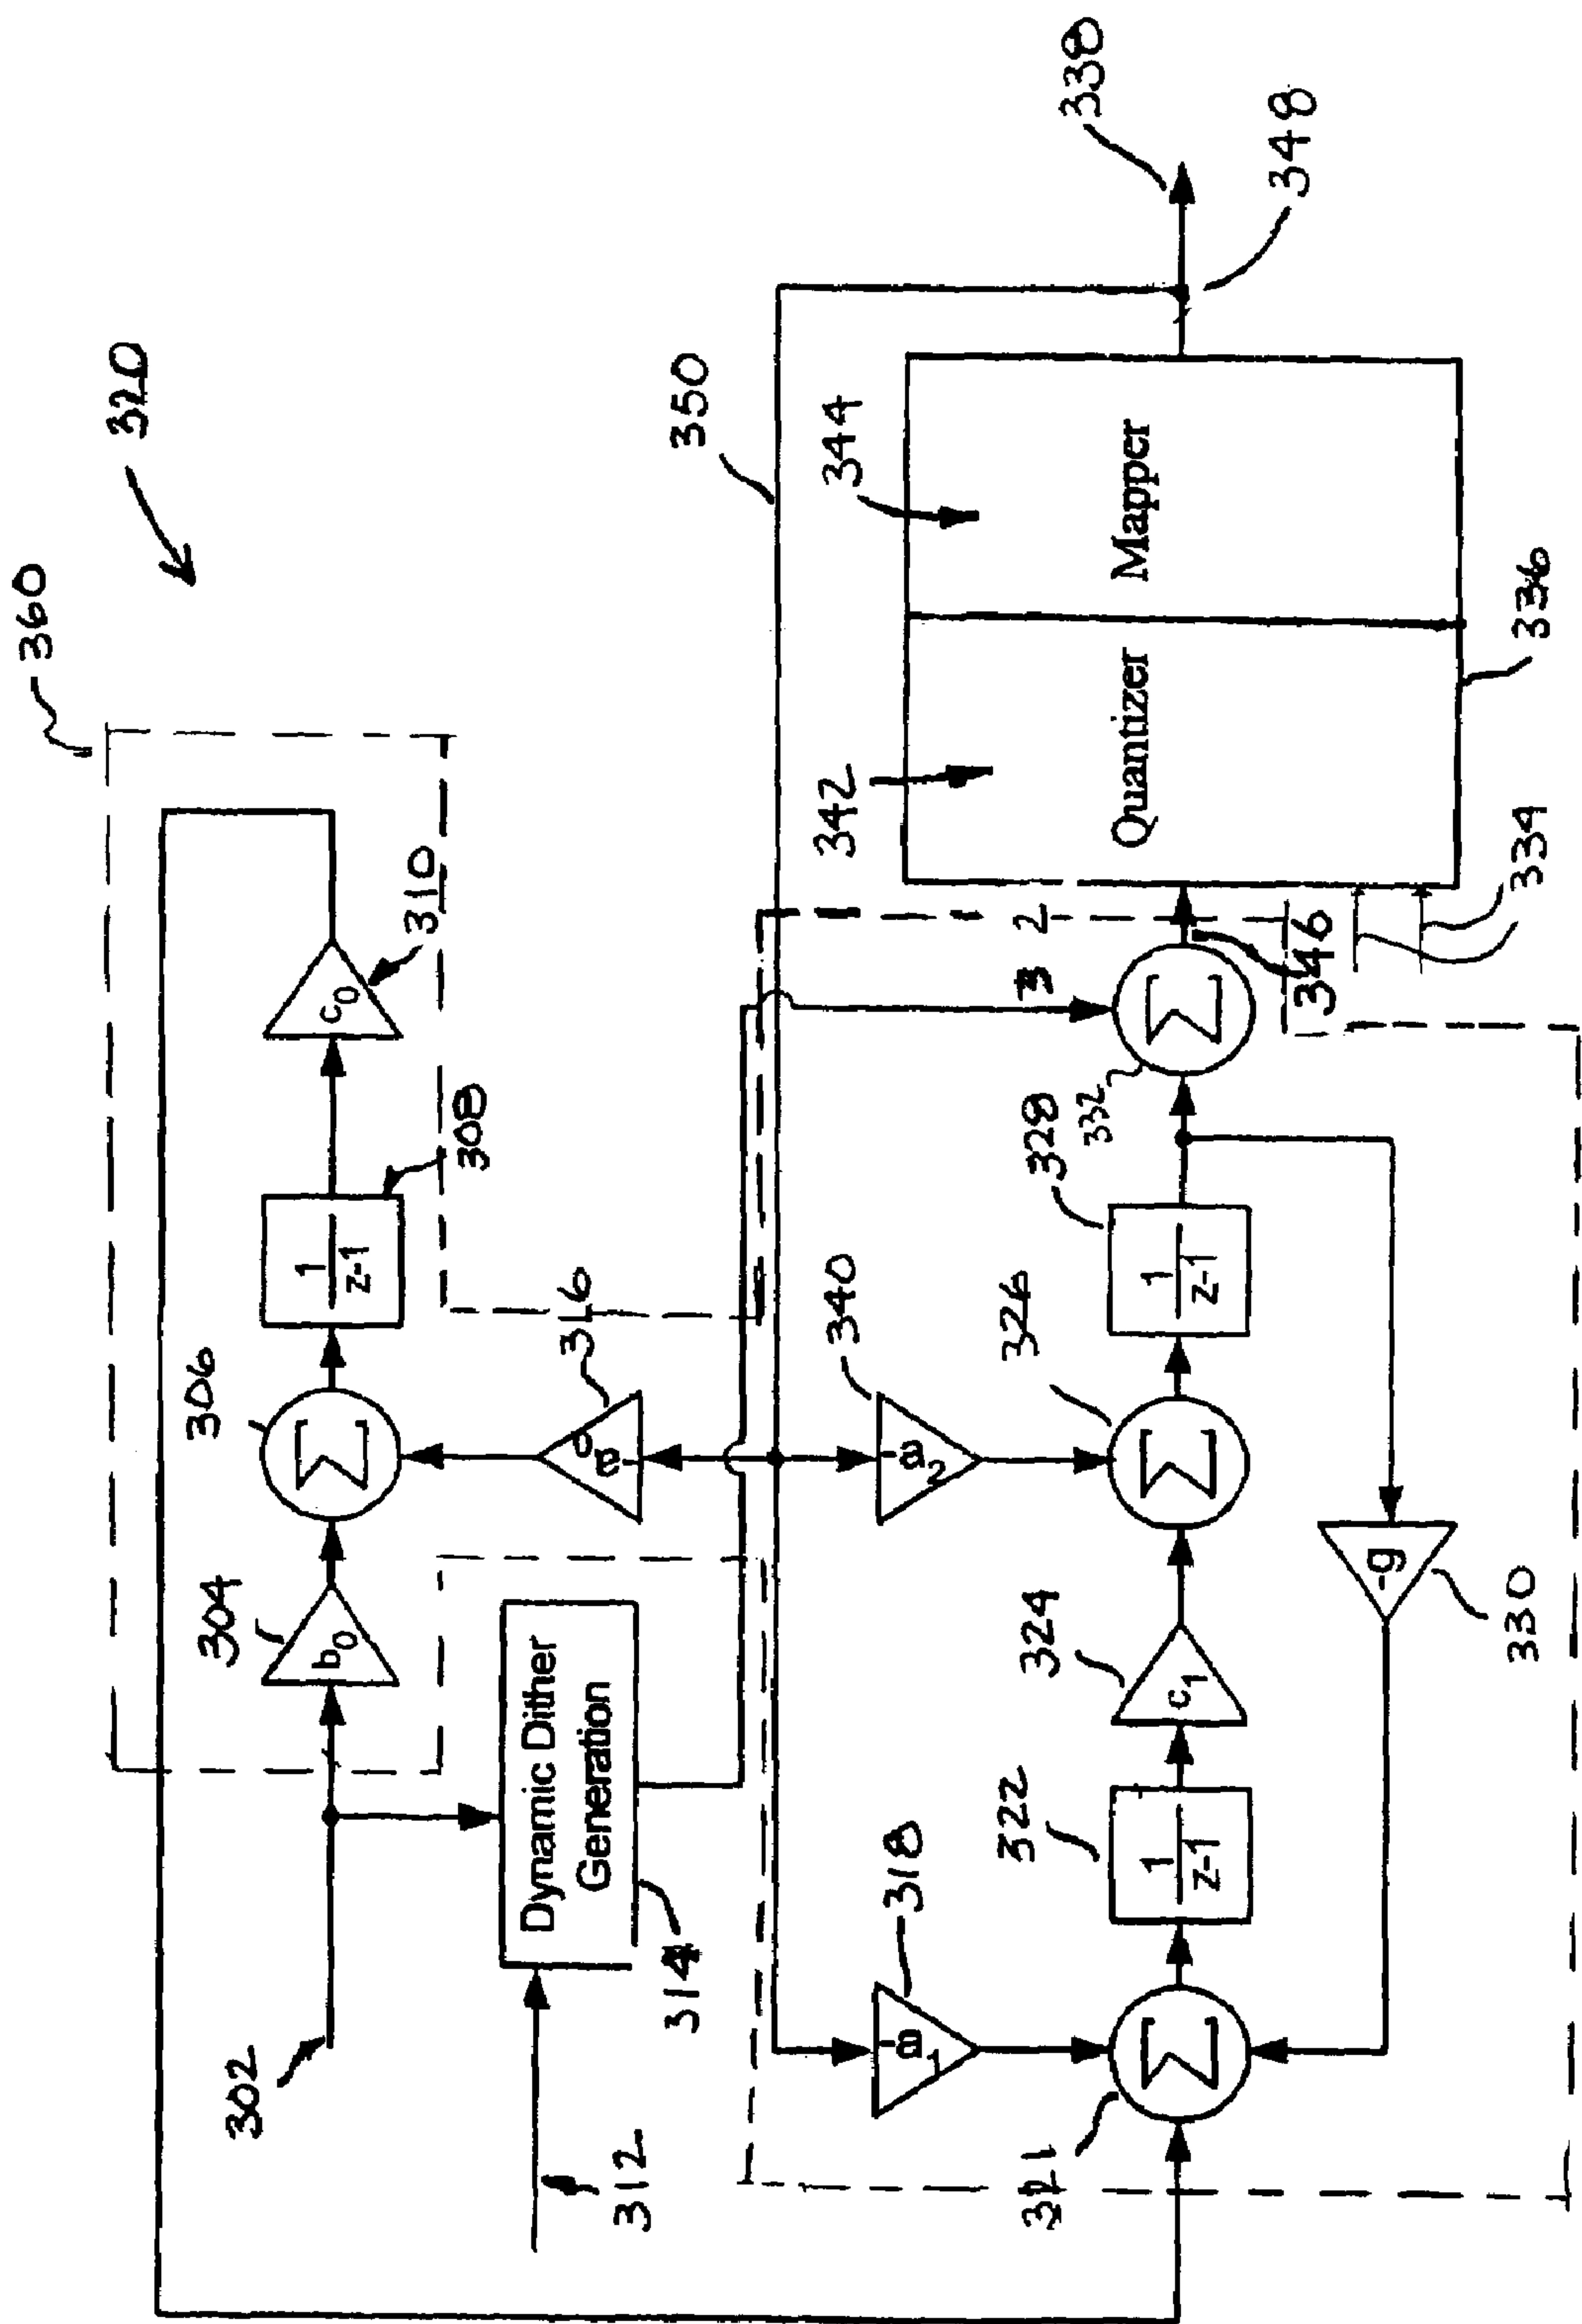 360
320
304
306
308
310
b0
Σ
1
z-1
c0
302
316
-a0
Dynamic Dither
Generation
312
314
350
318
340
342
344
338
-a1
-a2
Quantizer
Mapper
321
322
324
326
328
332
3
2
Σ
1
z-1
c1
Σ
1
z-1
Σ
346
348
-g
330
334
336